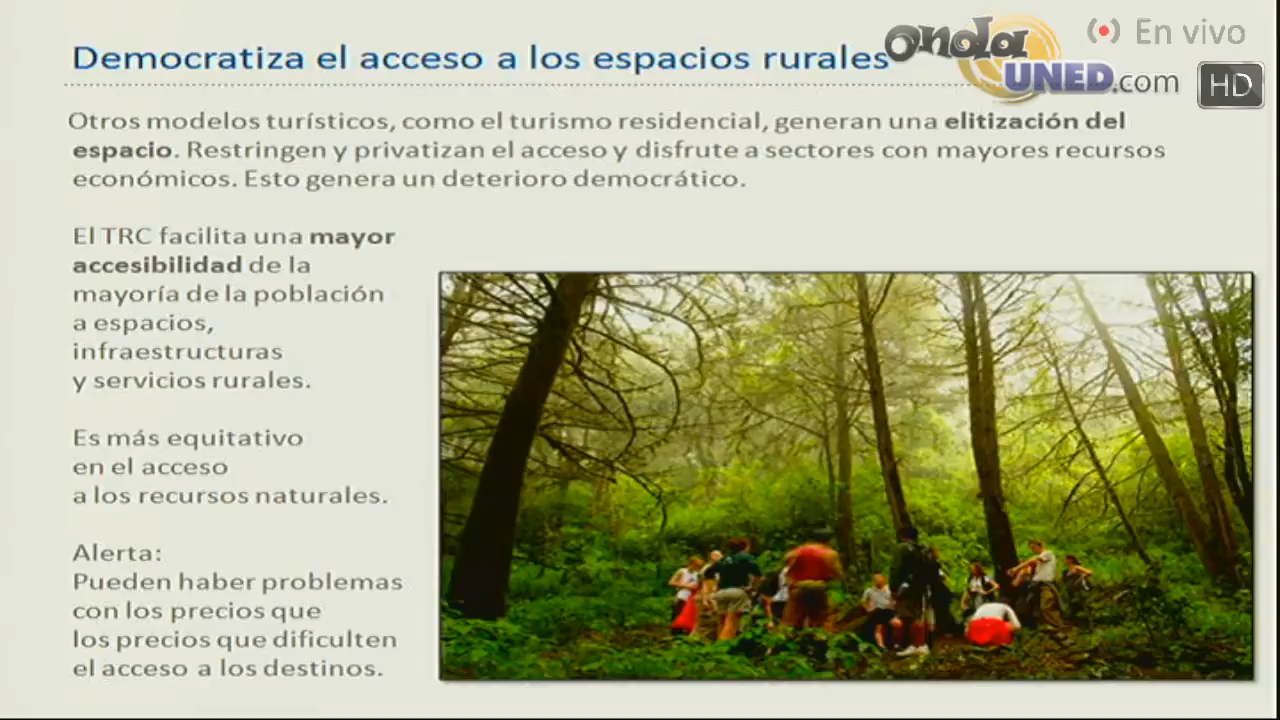 Democratiza el acceso a los espacios rurales
onda
UNED.com
En vivo
HD
Otros modelos turísticos, como el turismo residencial, generan una elitización del
espacio. Restringen y privatizan el acceso y disfrute a sectores con mayores recursos
económicos. Esto genera un deterioro democrático.
El TRC facilita una mayor
accesibilidad de la
mayoría de la población
a espacios,
infraestructuras
y servicios rurales.
Es más equitativo
en el acceso
a los recursos naturales.
Alerta:
Pueden haber problemas
con los precios que
los precios que dificulten
el acceso a los destinos.